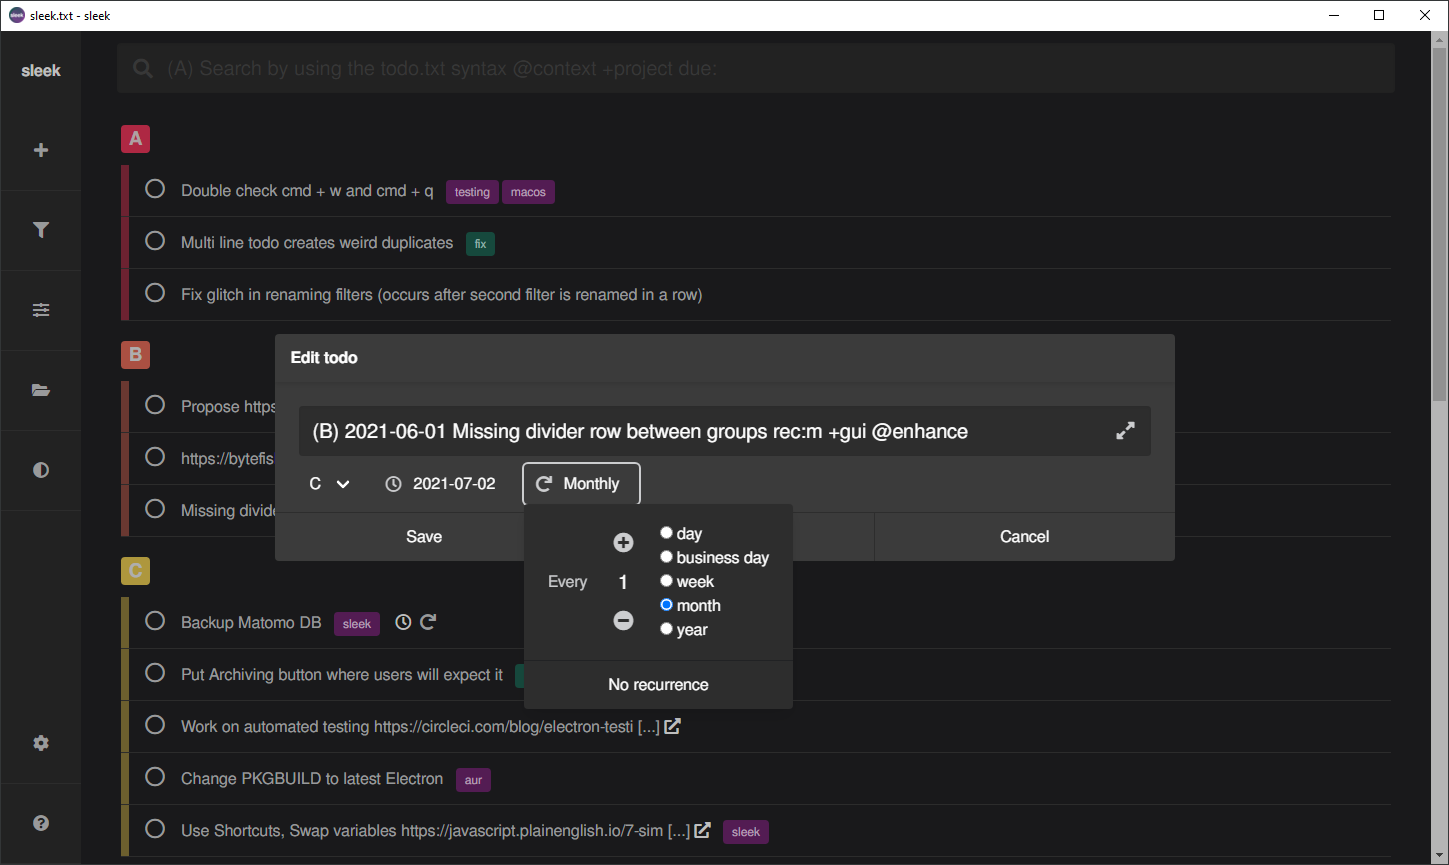 sleek.txt - sleek
sleek
(A) Search by using the todo.txt syntax @context +project due:
A
Double check cmd + w and cmd + q testing macos
Multi line todo creates weird duplicates fix
Fix glitch in renaming filters (occurs after second filter is renamed in a row)
B
Propose https
https://bytefis
Missing divide
Edit todo
(B) 2021-06-01 Missing divider row between groups rec:m +gui @enhance
C 2021-07-02 Monthly
Save Cancel
Every 1
day
business day
week
month
year
No recurrence
C
Backup Matomo DB sleek
Put Archiving button where users will expect it
Work on automated testing https://circleci.com/blog/electron-testi [...]
Change PKGBUILD to latest Electron aur
Use Shortcuts, Swap variables https://javascript.plainenglish.io/7-sim [...] sleek